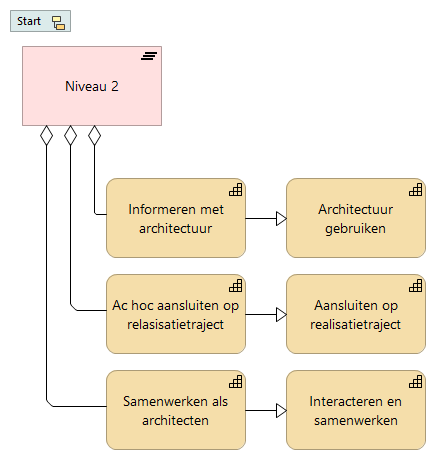 Start
Niveau 2
Informeren met
architectuur
Architectuur
gebruiken
Ac hoc aansluiten op
relasisatietraject
Aansluiten op
realisatietraject
Samenwerken als
architecten
Interacteren en
samenwerken